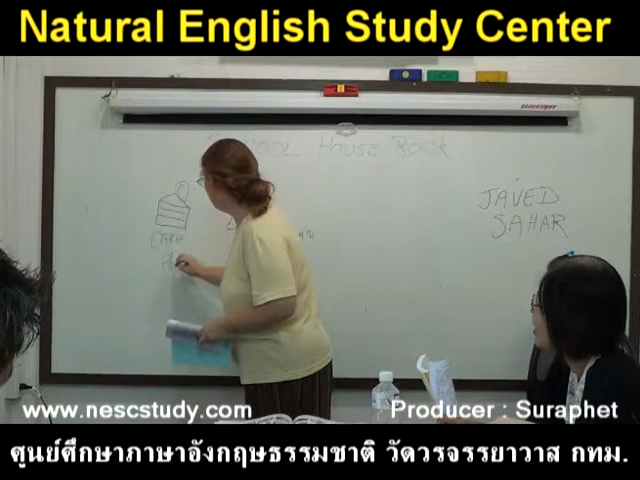 Natural English Study Center
SCHOOL HOUSE ROCK
JAVED
SAHAR
CAKE
www.nescstudy.com
Producer : Suraphet
ศูนย์ศึกษาภาษาอังกฤษธรรมชาติ วัดวรจรรยาวาส กทม.